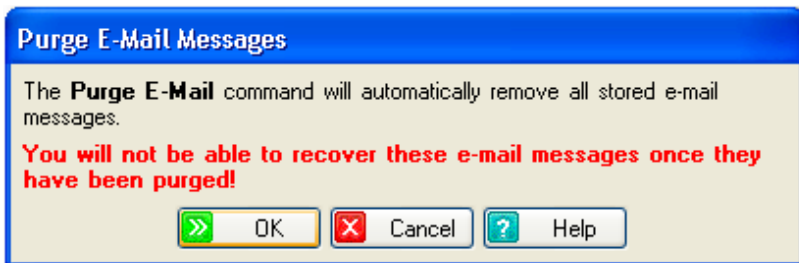 Purge E-Mail Messages
The Purge E-Mail command will automatically remove all stored e-mail
messages.
You will not be able to recover these e-mail messages once they
have been purged!
OK Cancel Help